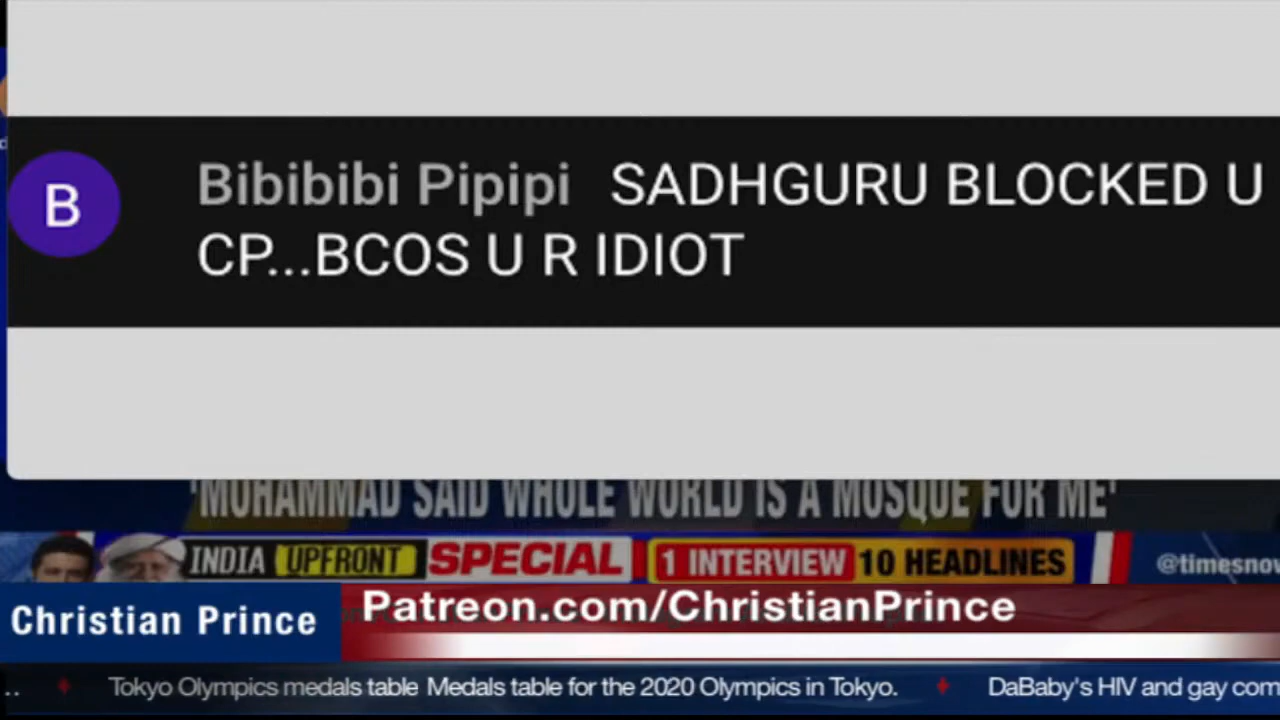 B
Bibibibi Pipipi SADHGURU BLOCKED U
CP...BCOS U R IDIOT
'MUHAMMAD SAID WHOLE WORLD IS A MOSQUE FOR ME'
INDIA UPFRONT SPECIAL 1 INTERVIEW 10 HEADLINES @timesnow
Christian Prince Patreon.com/ChristianPrince
.. Tokyo Olympics medals table Medals table for the 2020 Olympics in Tokyo. DaBaby's HIV and gay com